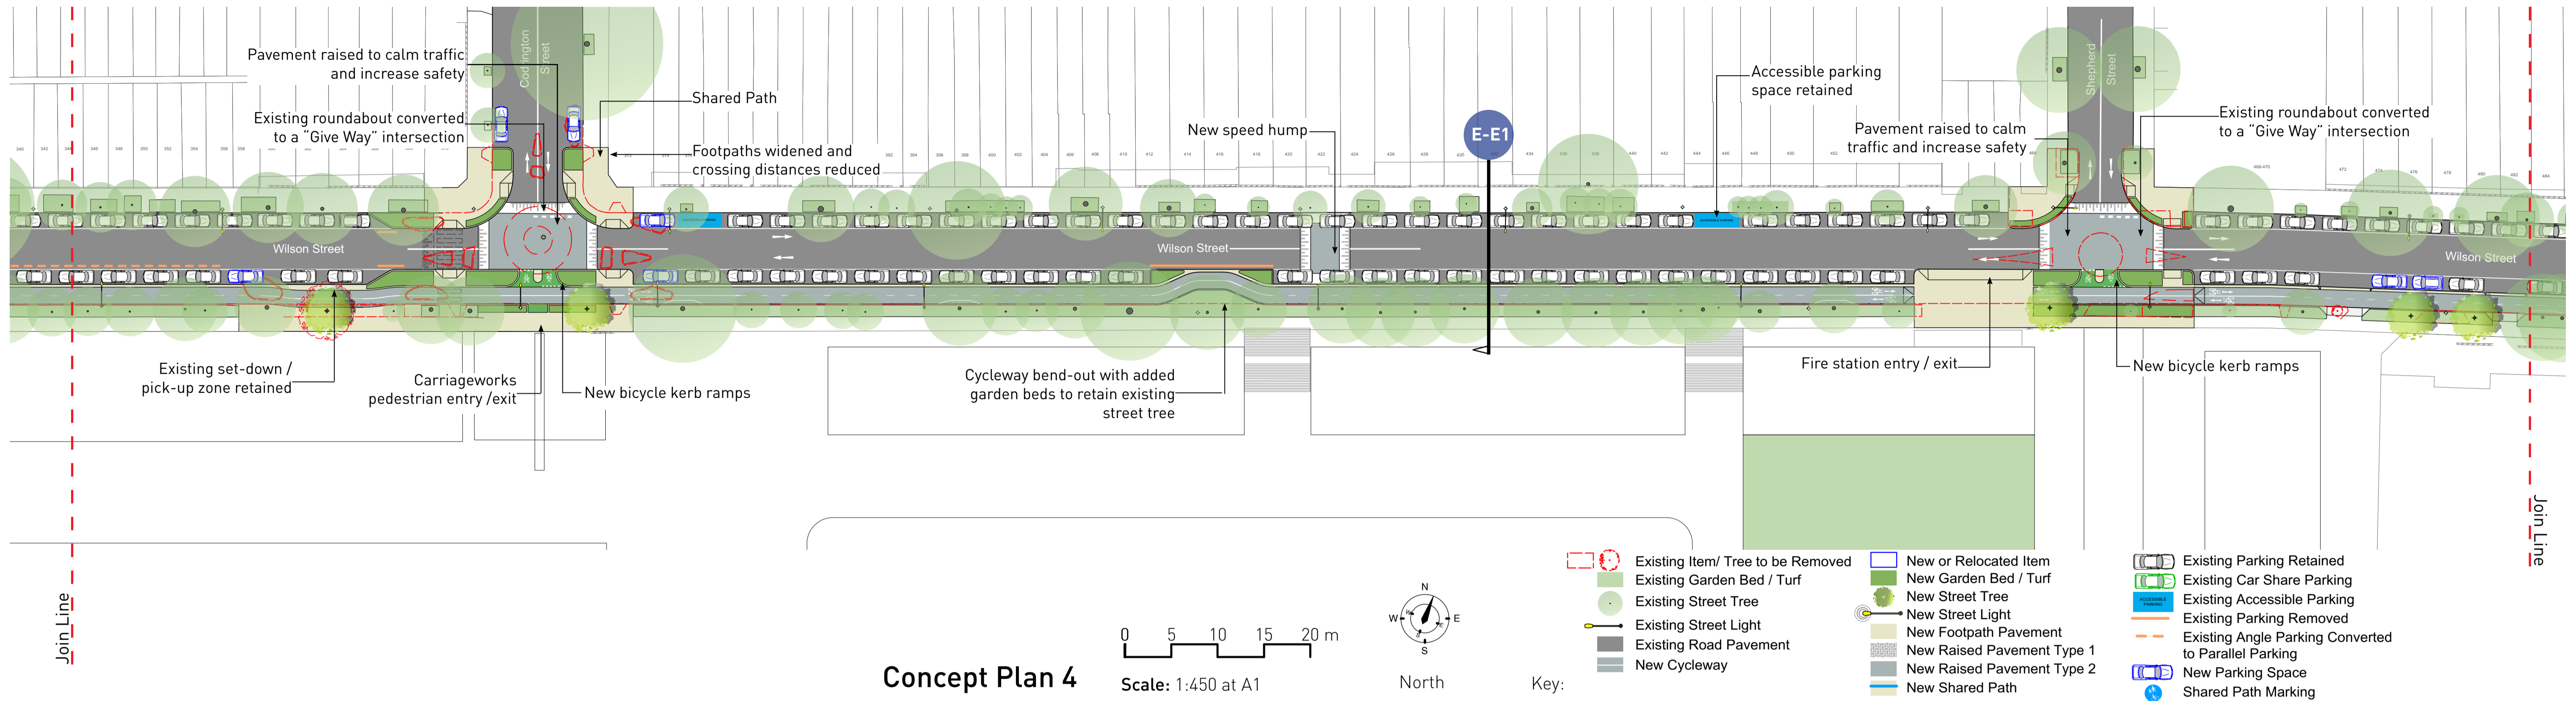 Codrington
Street
Shepherd
Street
Pavement raised to calm traffic
and increase safety
Existing roundabout converted
to a "Give Way" intersection
Shared Path
Footpaths widened and
crossing distances reduced
New speed hump
E-E1
Accessible parking
space retained
Pavement raised to calm
traffic and increase safety
Existing roundabout converted
to a "Give Way" intersection
Wilson Street
Wilson Street
Wilson Street
Existing set-down /
pick-up zone retained
Carriageworks
pedestrian entry /exit
New bicycle kerb ramps
Cycleway bend-out with added
garden beds to retain existing
street tree
Fire station entry / exit
New bicycle kerb ramps
Join Line
Join Line
Concept Plan 4
0 5 10 15 20 m
Scale: 1:450 at A1
N
W E
S
North
Key:
Existing Item/ Tree to be Removed
Existing Garden Bed / Turf
Existing Street Tree
Existing Street Light
Existing Road Pavement
New Cycleway
New or Relocated Item
New Garden Bed / Turf
New Street Tree
New Street Light
New Footpath Pavement
New Raised Pavement Type 1
New Raised Pavement Type 2
New Shared Path
Existing Parking Retained
Existing Car Share Parking
ACCESSIBLE
PARKING
Existing Accessible Parking
Existing Parking Removed
Existing Angle Parking Converted
to Parallel Parking
New Parking Space
Shared Path Marking